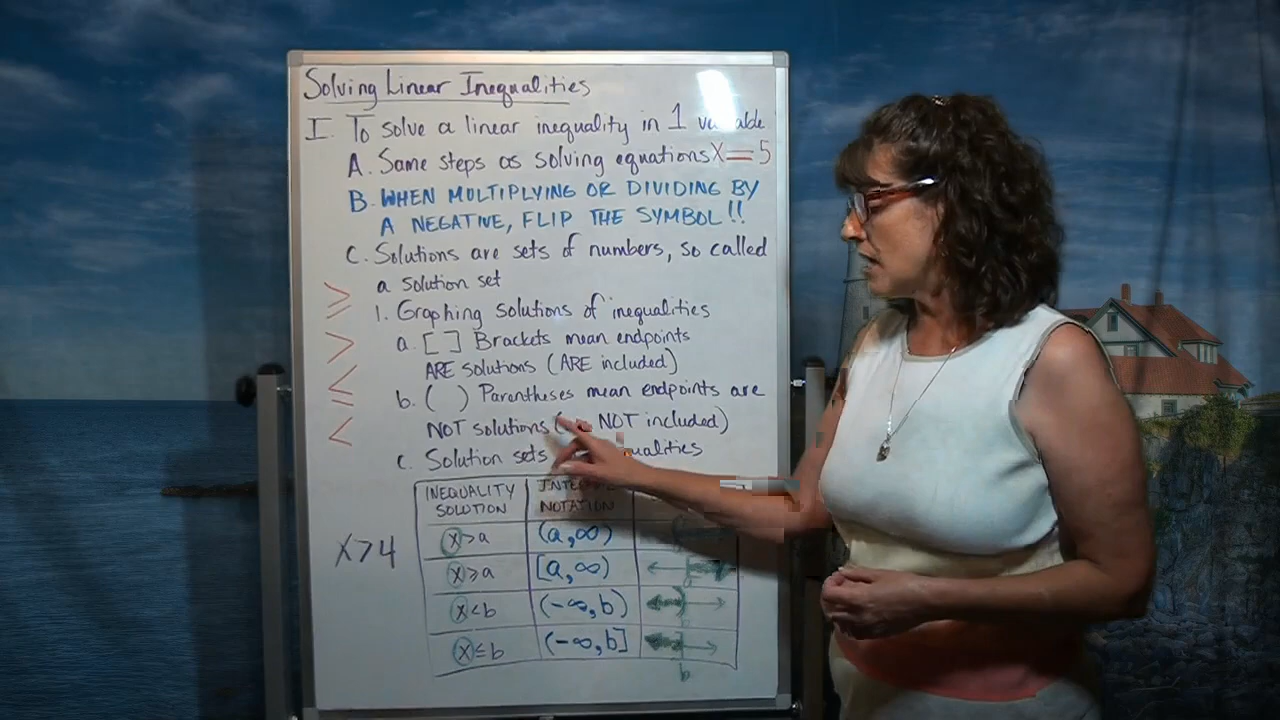 Solving Linear Inequalities
I. To solve a linear inequality in 1
A. Same steps as solving equations X = 5
B. WHEN MULTIPLYING OR DIVIDING BY
A NEGATIVE, FLIP THE SYMBOL!!
C. Solutions are sets of numbers, so called
a solution set
≥
1. Graphing solutions of inequalities
>
a. [ ] Brackets mean endpoints
ARE solutions (ARE included)
≤
b. ( ) Parentheses mean endpoints are
<
NOT solutions ( NOT included)
c. Solution sets
INEQUALITY SOLUTION NOTATION
X>4
x>a (a,∞)
x≥a [a,∞)
x<b (-∞,b)
x≤b (-∞,b]
b